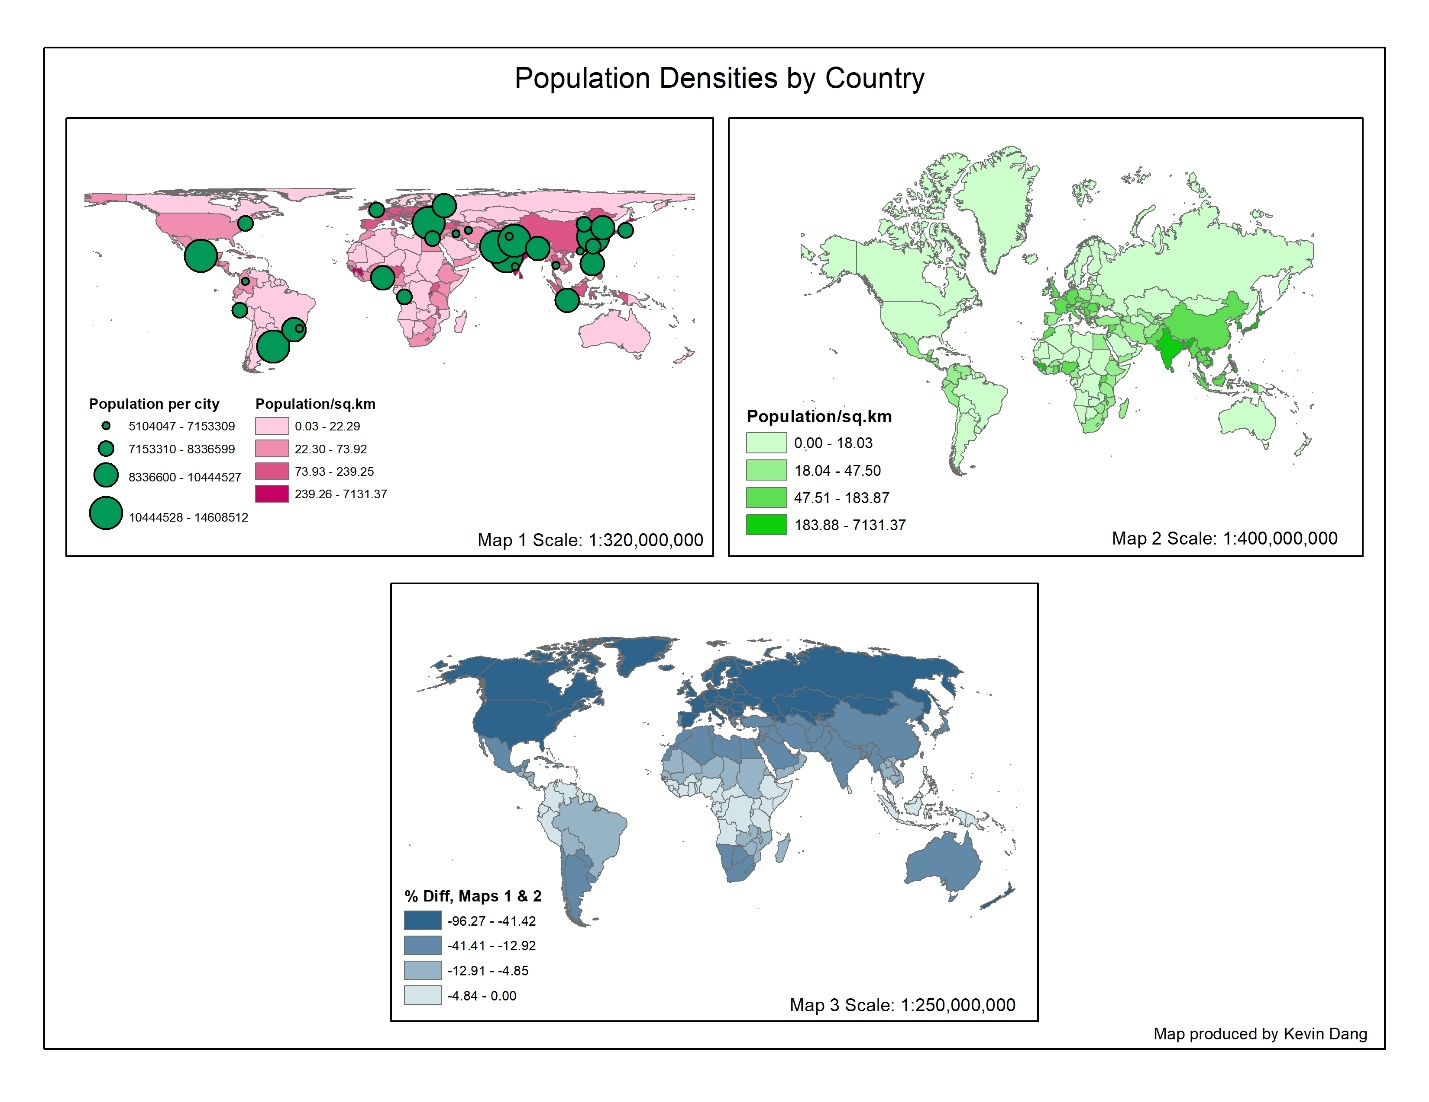 Population Densities by Country
Population per city
5104047 - 7153309
7153310 - 8336599
8336600 - 10444527
10444528 - 14608512
Population/sq.km
0.03 - 22.29
22.30 - 73.92
73.93 - 239.25
239.26 - 7131.37
Map 1 Scale: 1:320,000,000
Population/sq.km
0.00 - 18.03
18.04 - 47.50
47.51 - 183.87
183.88 - 7131.37
Map 2 Scale: 1:400,000,000
% Diff, Maps 1 & 2
-96.27 - -41.42
-41.41 - -12.92
-12.91 - -4.85
-4.84 - 0.00
Map 3 Scale: 1:250,000,000
Map produced by Kevin Dang